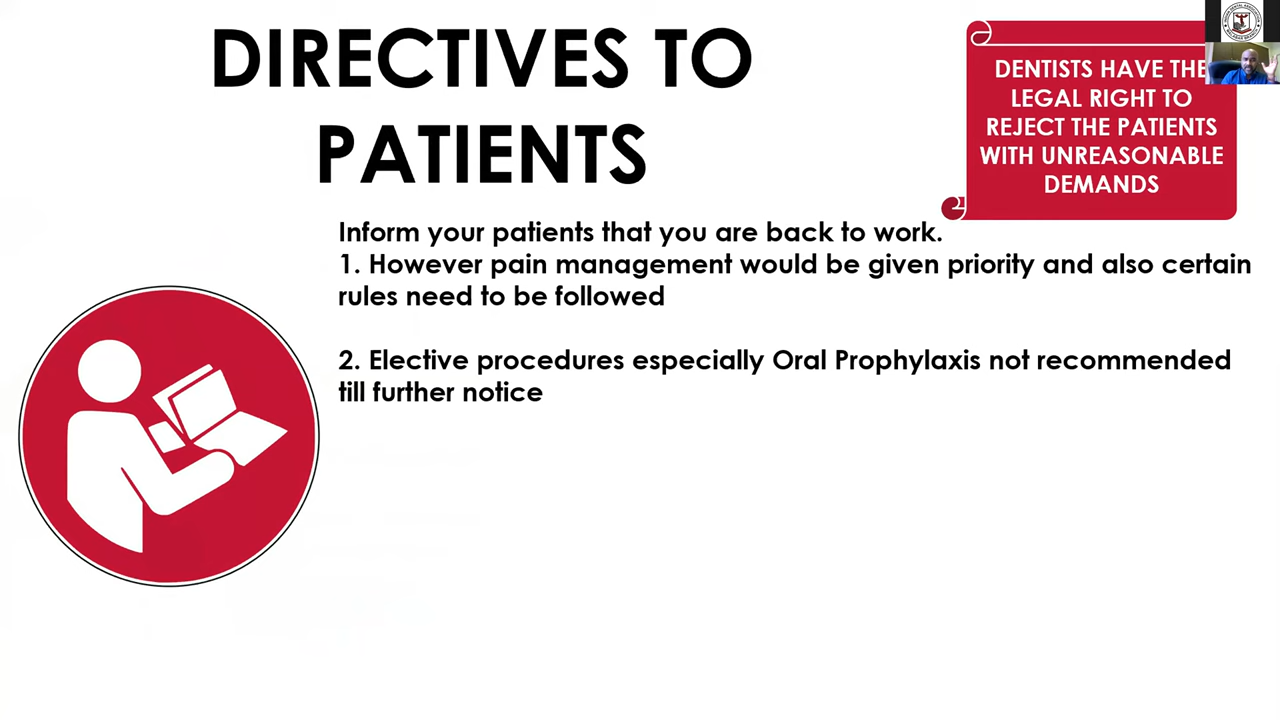 DIRECTIVES TO
PATIENTS
DENTISTS HAVE THE
LEGAL RIGHT TO
REJECT THE PATIENTS
WITH UNREASONABLE
DEMANDS
Inform your patients that you are back to work.
1. However pain management would be given priority and also certain
rules need to be followed
2. Elective procedures especially Oral Prophylaxis not recommended
till further notice